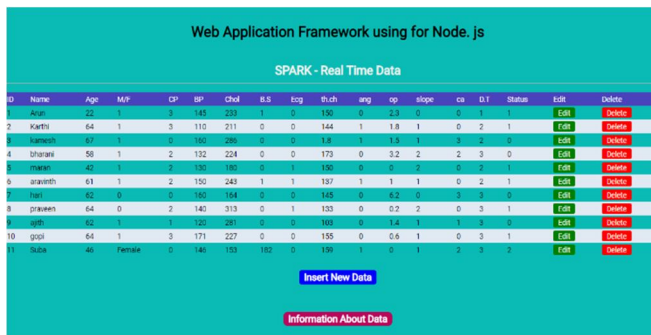 Web Application Framework using for Node. js
SPARK - Real Time Data
ID Name Age M/F CP BP Chol B.S Ecg th.ch ang op slope ca D.T Status Edit Delete
1 Arun 22 1 3 145 233 1 0 150 0 2.3 0 0 1 1 Edit Delete
2 Karthi 64 1 3 110 211 0 0 144 1 1.8 1 0 2 1 Edit Delete
3 kamesh 67 1 0 160 286 0 0 1.8 1 1.5 1 3 2 0 Edit Delete
4 bharani 58 1 2 132 224 0 0 173 0 3.2 2 2 3 0 Edit Delete
5 maran 42 1 2 130 180 0 1 150 0 0 2 0 2 1 Edit Delete
6 aravinth 61 1 2 150 243 1 1 137 1 1 1 0 2 1 Edit Delete
7 hari 62 0 0 160 164 0 0 145 0 6.2 0 3 3 0 Edit Delete
8 praveen 64 0 2 140 313 0 1 133 0 0.2 2 0 3 1 Edit Delete
9 ajith 62 1 1 120 281 0 0 103 0 1.4 1 1 3 0 Edit Delete
10 gopi 64 1 3 171 227 0 0 155 0 0.6 1 0 3 1 Edit Delete
11 Suba 46 Female 0 146 153 182 0 159 1 0 1 2 3 2 Edit Delete
Insert New Data
Information About Data